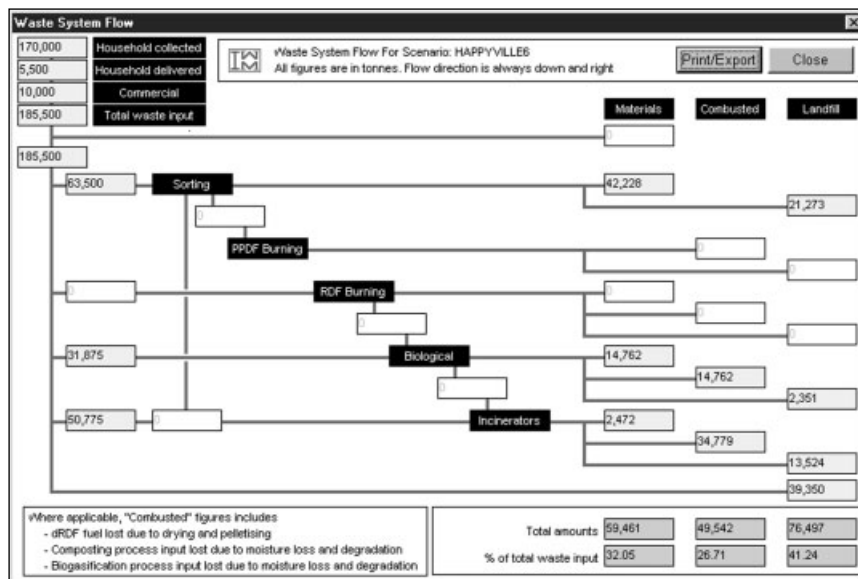 Waste System Flow
170,000 Household collected
5,500 Household delivered
10,000 Commercial
185,500 Total waste input
IWM
Waste System Flow For Scenario: HAPPYVILLE6
All figures are in tonnes. Flow direction is always down and right
Print/Export Close
Materials Combusted Landfill
0
185,500
63,500 Sorting 42,228
21,273
0
PPDF Burning 0
0
0 RDF Burning 0
0 0
0
31,875 Biological 14,762
0 14,762
2,351
50,775 0 Incinerators 2,472
34,779
13,524
39,350
Where applicable, "Combusted" figures includes
- dRDF fuel lost due to drying and pelletising
- Composting process input lost due to moisture loss and degradation
- Biogasification process input lost due to moisture loss and degradation
Total amounts 59,461 49,542 76,497
% of total waste input 32.05 26.71 41.24